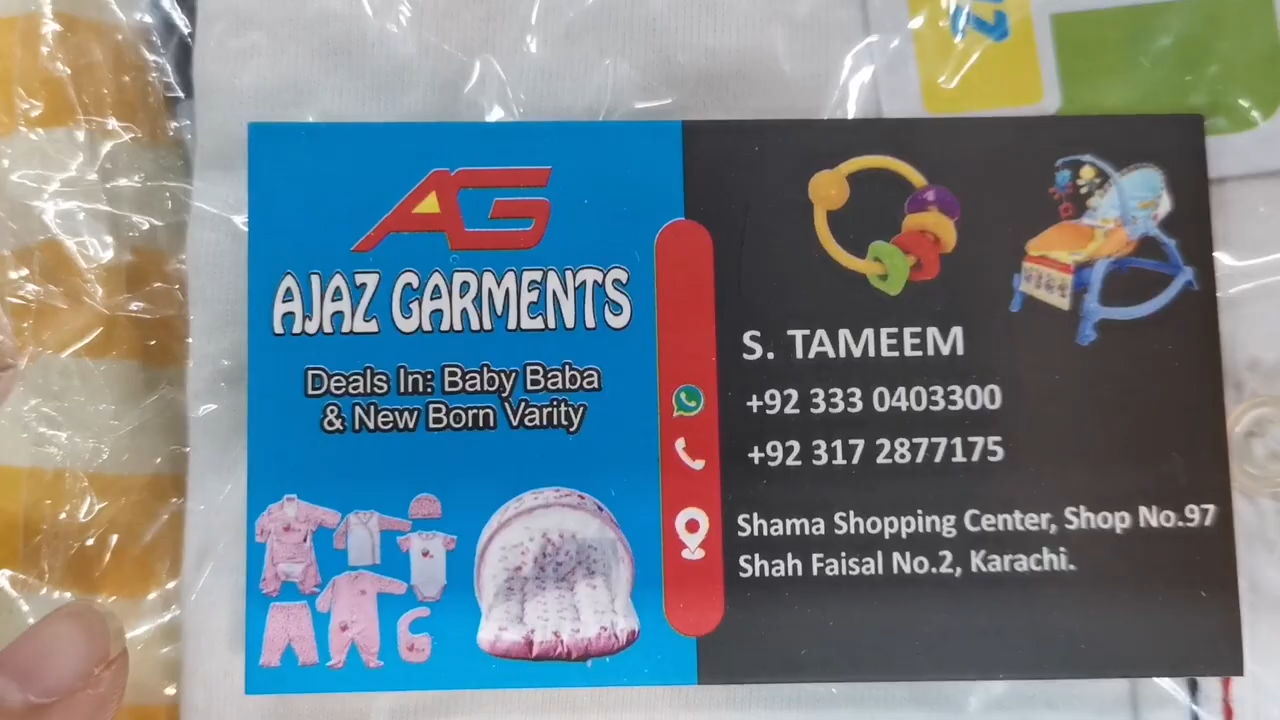 AG
AJAZ GARMENTS
Deals In: Baby Baba
& New Born Varity
S. TAMEEM
+92 333 0403300
+92 317 2877175
Shama Shopping Center, Shop No.97
Shah Faisal No.2, Karachi.